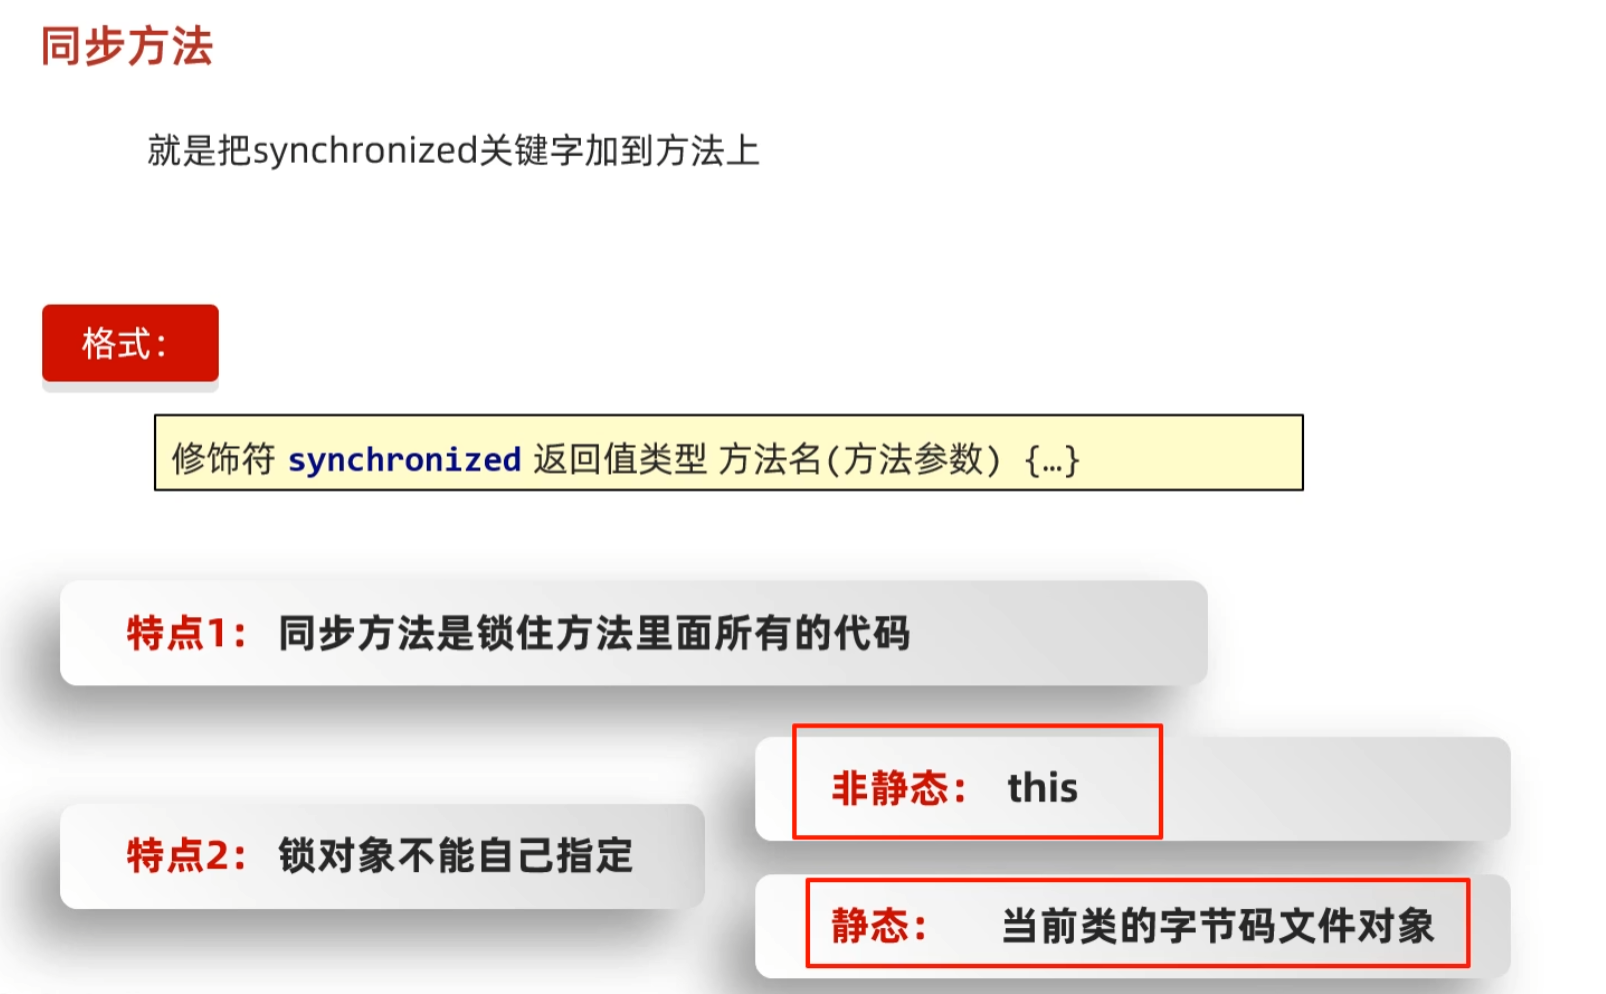 同步方法
就是把synchronized关键字加到方法上
格式：
修饰符 synchronized 返回值类型 方法名(方法参数) {…}
特点1： 同步方法是锁住方法里面所有的代码
特点2： 锁对象不能自己指定
非静态： this
静态： 当前类的字节码文件对象